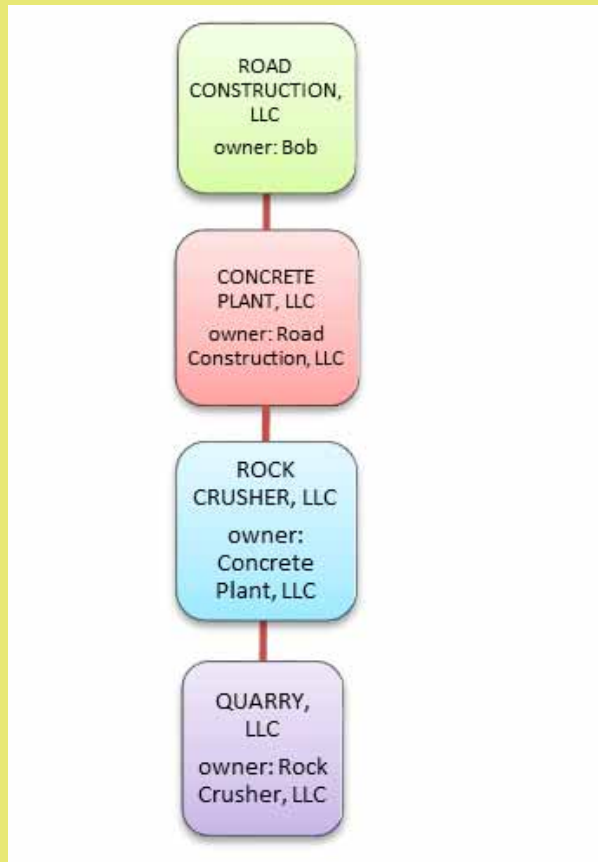 ROAD
CONSTRUCTION,
LLC
owner: Bob
CONCRETE
PLANT, LLC
owner: Road
Construction, LLC
ROCK
CRUSHER, LLC
owner:
Concrete
Plant, LLC
QUARRY,
LLC
owner: Rock
Crusher, LLC